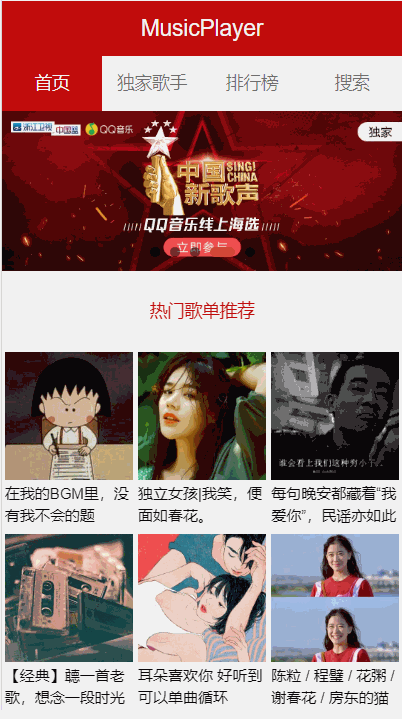 MusicPlayer
首页 独家歌手 排行榜 搜索
浙江卫视 中国蓝 QQ音乐
独家
中国 SING!
新歌声 CHINA
QQ音乐线上海选
立即参与
热门歌单推荐
谁会看上我们这种穷小子
在我的BGM里，没
有我不会的题
独立女孩|我笑，便
面如春花。
每句晚安都藏着“我
爱你”，民谣亦如此
【经典】聽一首老
歌，想念一段时光
耳朵喜欢你 好听到
可以单曲循环
陈粒 / 程璧 / 花粥 /
谢春花 / 房东的猫